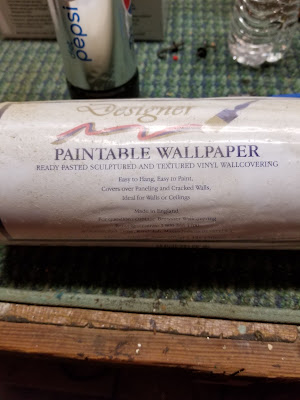 diet
pepsi
Designer
PAINTABLE WALLPAPER
READY PASTED SCULPTURED AND TEXTURED VINYL WALLCOVERING
Easy to Hang, Easy to Paint,
Covers over Paneling and Cracked Walls,
Ideal for Walls or Ceilings
Made in England